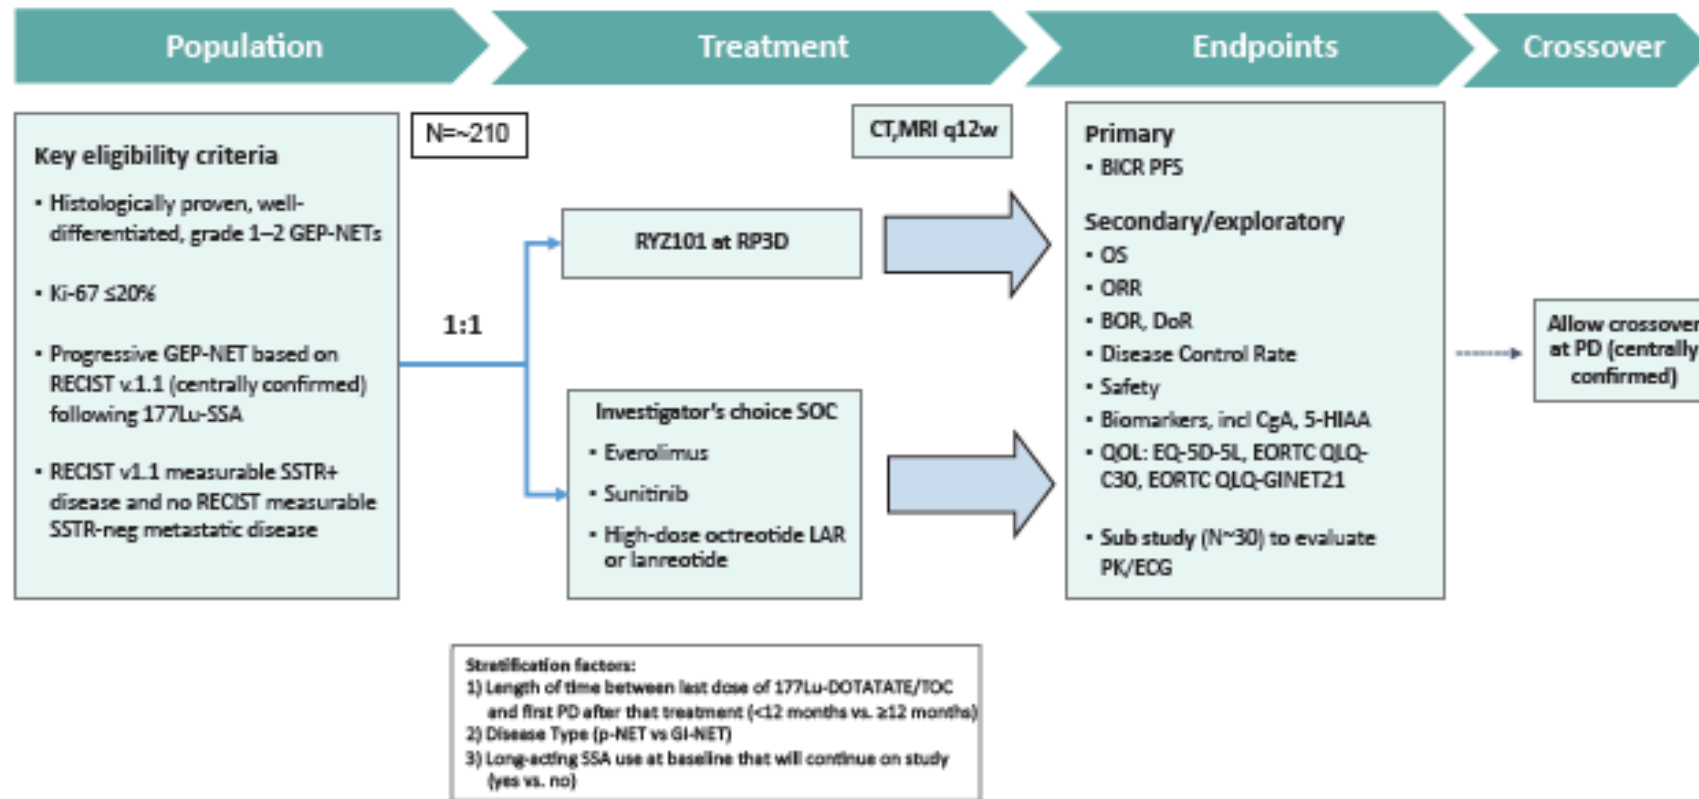 Population
Treatment
Endpoints
Crossover
Key eligibility criteria
▪ Histologically proven, well-
differentiated, grade 1–2 GEP-NETs
▪ Ki-67 ≤20%
▪ Progressive GEP-NET based on
RECIST v.1.1 (centrally confirmed)
following 177Lu-SSA
▪ RECIST v1.1 measurable SSTR+
disease and no RECIST measurable
SSTR-neg metastatic disease
N=~210
1:1
CT,MRI q12w
RYZ101 at RP3D
Investigator's choice SOC
▪ Everolimus
▪ Sunitinib
▪ High-dose octreotide LAR
or lanreotide
Primary
▪ BICR PFS
Secondary/exploratory
▪ OS
▪ ORR
▪ BOR, DoR
▪ Disease Control Rate
▪ Safety
▪ Biomarkers, incl CgA, 5-HIAA
▪ QOL: EQ-5D-5L, EORTC QLQ-
C30, EORTC QLQ-GINET21
▪ Sub study (N~30) to evaluate
PK/ECG
Allow crossover
at PD (centrally
confirmed)
Stratification factors:
1) Length of time between last dose of 177Lu-DOTATATE/TOC
and first PD after that treatment (<12 months vs. ≥12 months)
2) Disease Type (p-NET vs GI-NET)
3) Long-acting SSA use at baseline that will continue on study
(yes vs. no)